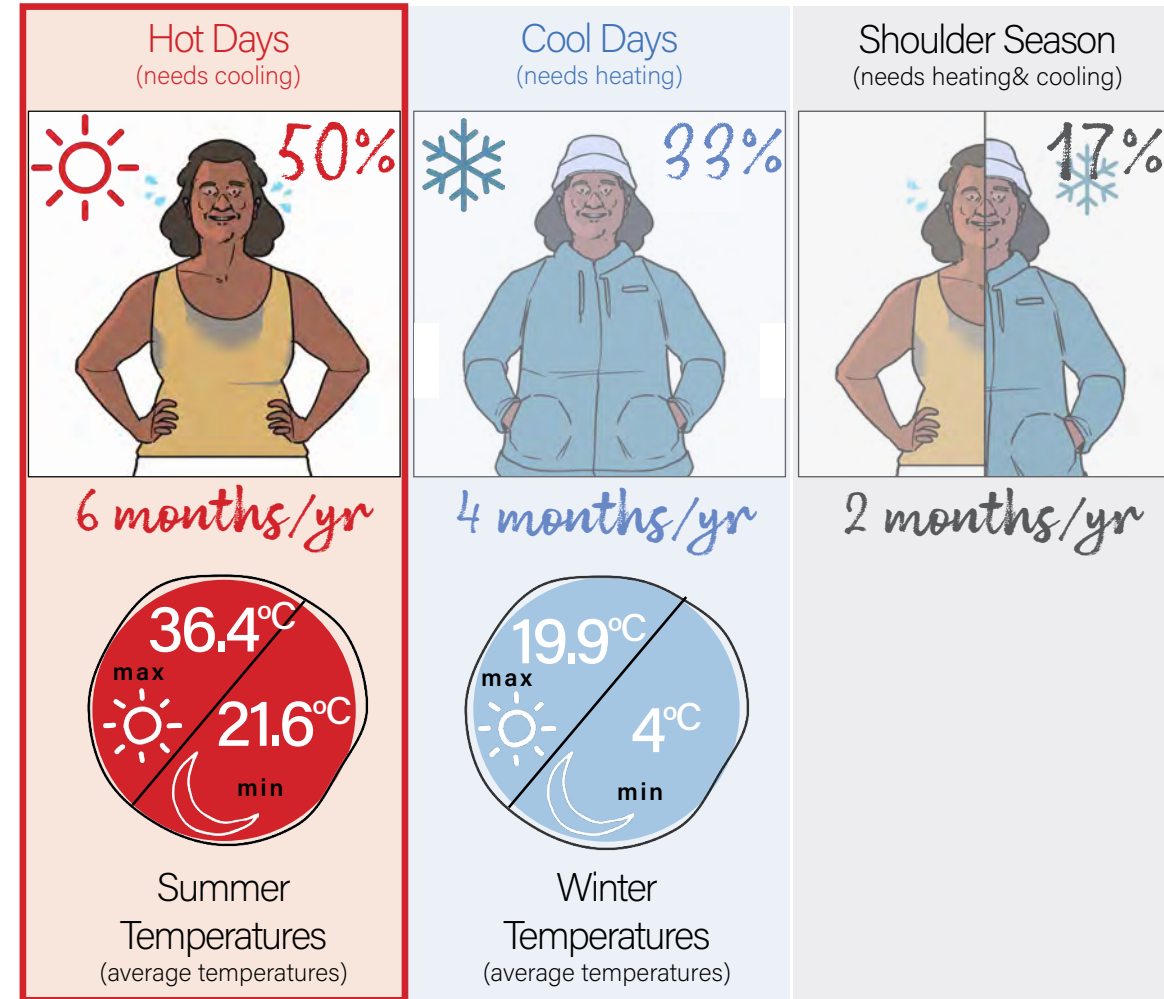 Hot Days
(needs cooling)
50%
6 months/yr
36.4°C
max
21.6°C
min
Summer
Temperatures
(average temperatures)
Cool Days
(needs heating)
33%
4 months/yr
19.9°C
max
4°C
min
Winter
Temperatures
(average temperatures)
Shoulder Season
(needs heating& cooling)
17%
2 months/yr